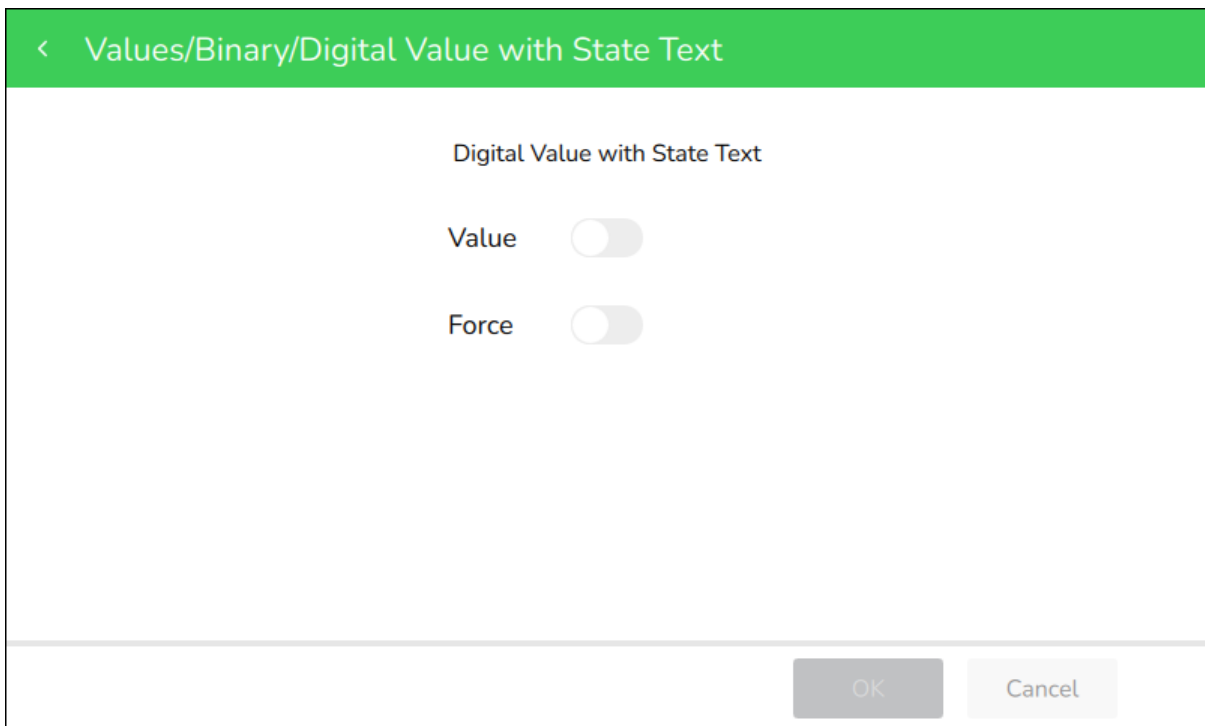 Values/Binary/Digital Value with State Text
Digital Value with State Text
Value
Force
OK
Cancel